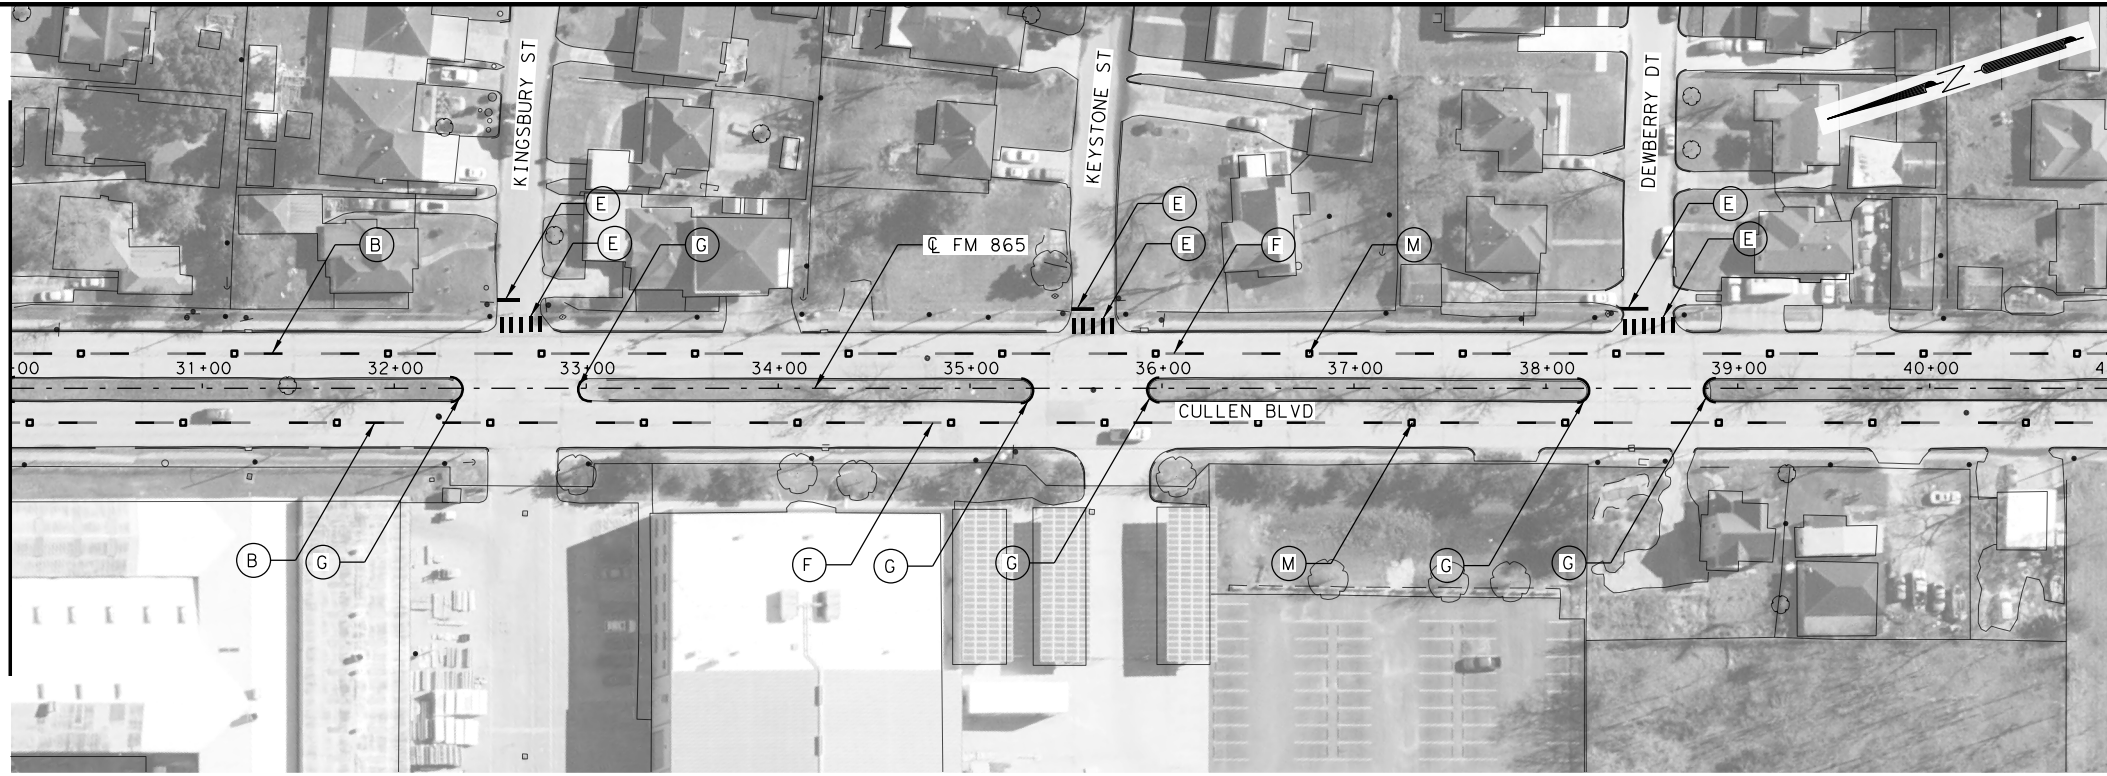 KINGSBURY ST
KEYSTONE ST
DEWBERRY DT
N
E
E
E
E
E
E
B
G
℄ FM 865
F
M
00
31+00
32+00
33+00
34+00
35+00
36+00
37+00
38+00
39+00
40+00
4
CULLEN BLVD
B
G
F
G
G
M
G
G